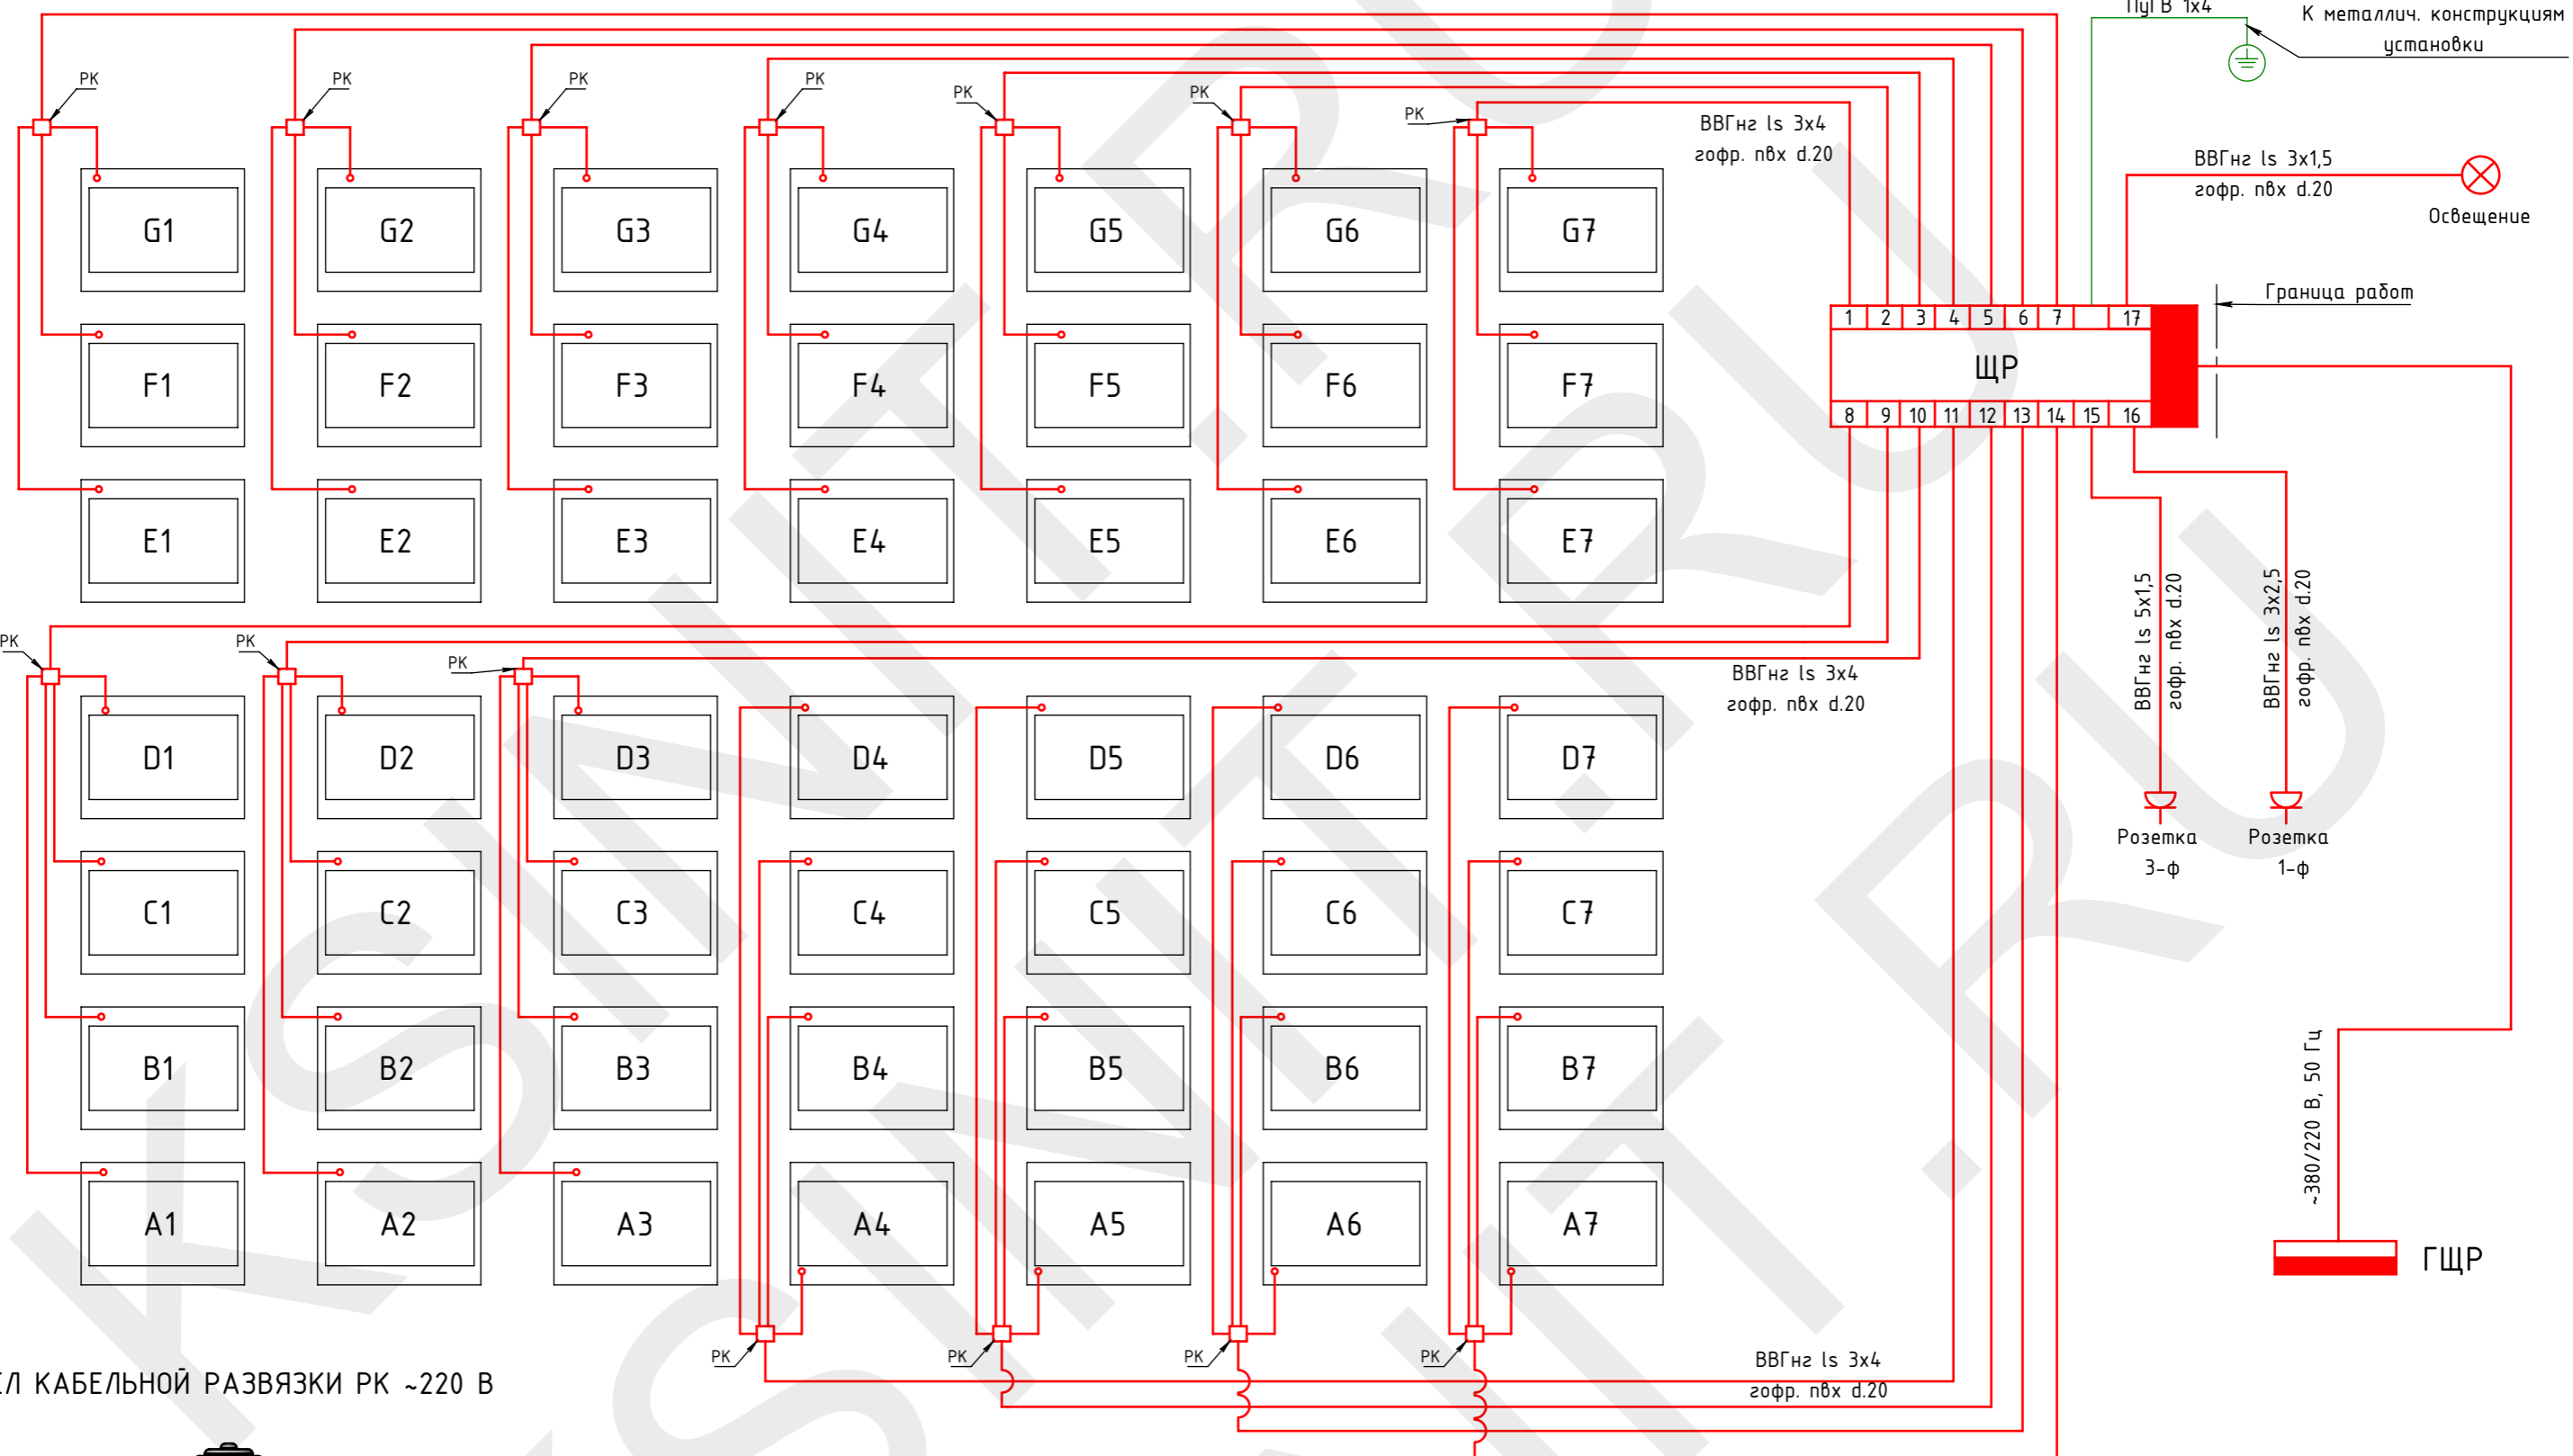 ПуГВ 1х4
К металлич. конструкциям
установки
РК
РК
РК
РК
РК
РК
РК
ВВГнг ls 3х4
гофр. пвх d.20
ВВГнг ls 3х1,5
гофр. пвх d.20
Освещение
G1 G2 G3 G4 G5 G6 G7
Граница работ
1 2 3 4 5 6 7 17
ЩР
8 9 10 11 12 13 14 15 16
F1 F2 F3 F4 F5 F6 F7
E1 E2 E3 E4 E5 E6 E7
ВВГнг ls 5х1,5
гофр. пвх d.20
ВВГнг ls 3х2,5
гофр. пвх d.20
РК
РК
РК
ВВГнг ls 3х4
гофр. пвх d.20
D1 D2 D3 D4 D5 D6 D7
Розетка
3-ф
Розетка
1-ф
C1 C2 C3 C4 C5 C6 C7
B1 B2 B3 B4 B5 B6 B7
~380/220 В, 50 Гц
A1 A2 A3 A4 A5 A6 A7
ГЩР
РК
РК
РК
РК
ВВГнг ls 3х4
гофр. пвх d.20
КАБЕЛЬНОЙ РАЗВЯЗКИ РК ~220 В
KSINIT.RU